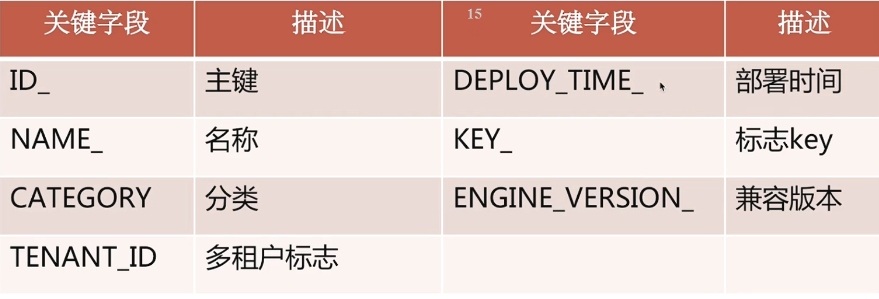 关键字段 描述 15 关键字段 描述
ID_ 主键 DEPLOY_TIME_ 部署时间
NAME_ 名称 KEY_ 标志key
CATEGORY 分类 ENGINE_VERSION_ 兼容版本
TENANT_ID 多租户标志